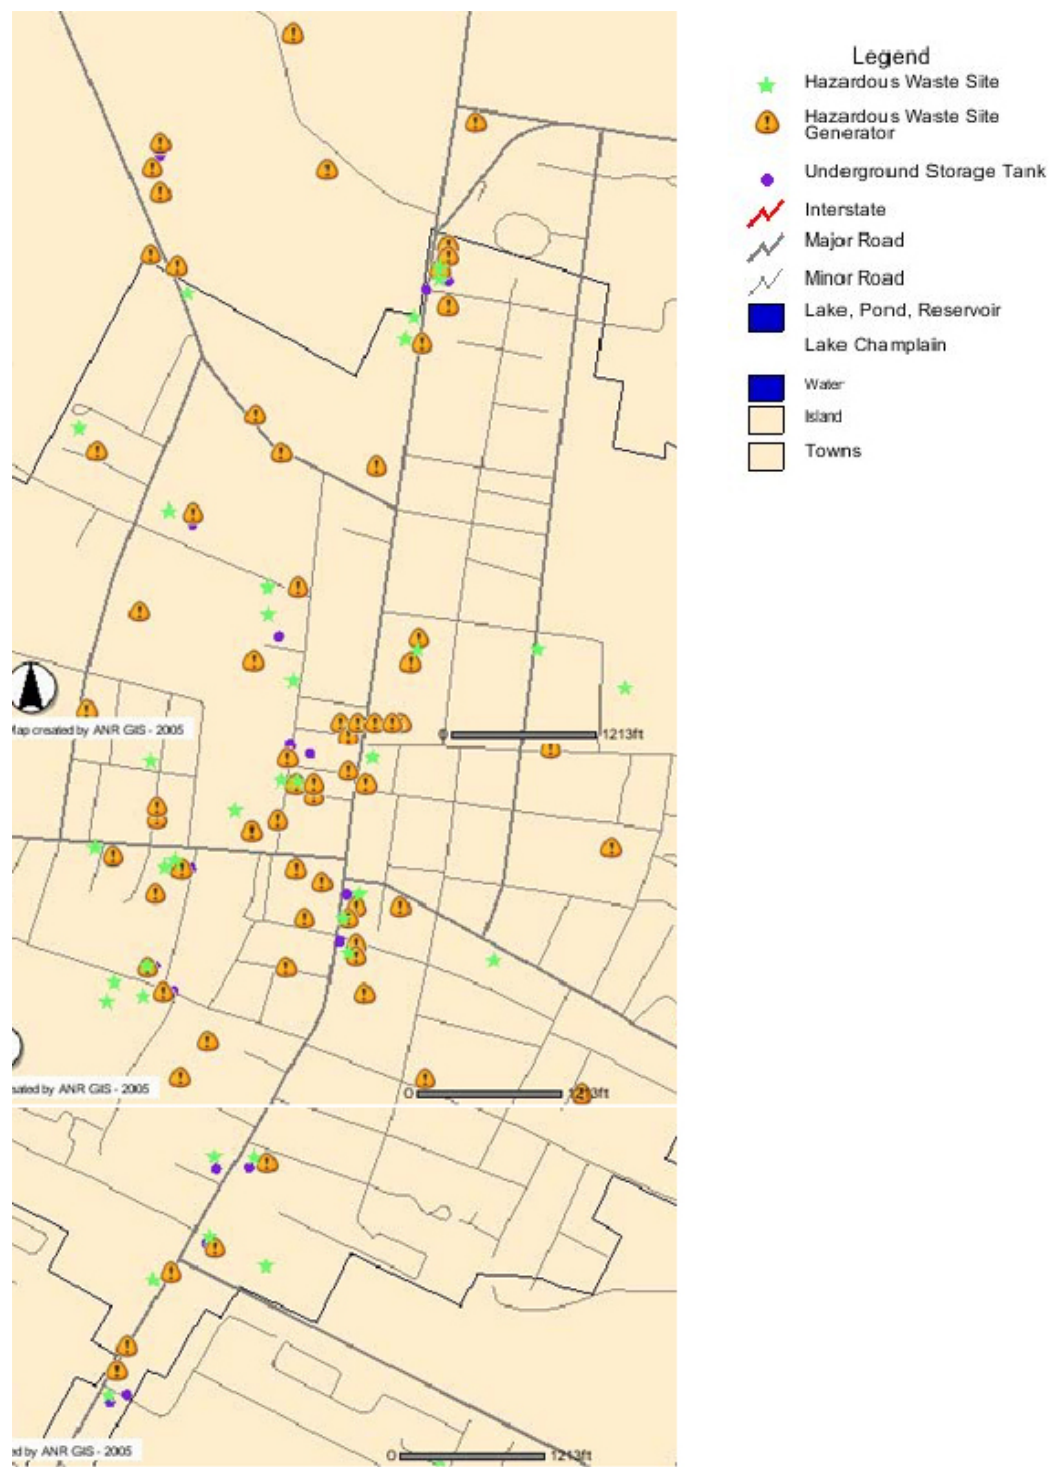 Legend
Hazardous Waste Site
Hazardous Waste Site
Generator
Underground Storage Tank
Interstate
Major Road
Minor Road
Lake, Pond, Reservoir
Lake Champlain
Water
Island
Towns
Map created by ANR GIS - 2005
0 1213ft
eated by ANR GIS - 2005
0 1213ft
ed by ANR GIS - 2005
0 1213ft